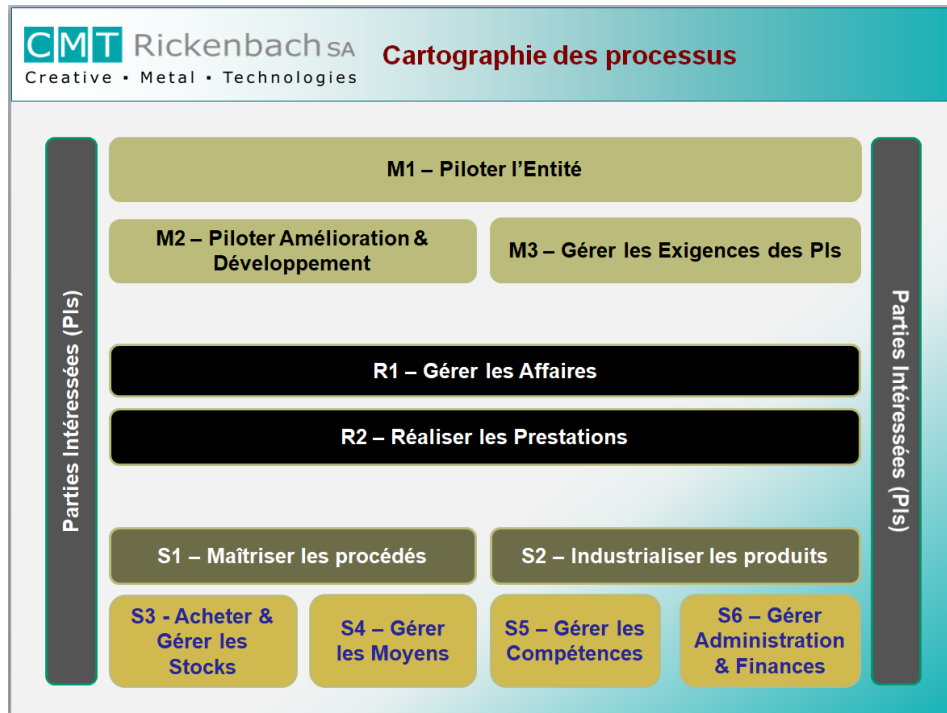 CMT Rickenbach SA
Creative ▪ Metal ▪ Technologies
Cartographie des processus
Parties Intéressées (PIs)
M1 – Piloter l’Entité
M2 – Piloter Amélioration &
Développement
M3 – Gérer les Exigences des PIs
R1 – Gérer les Affaires
R2 – Réaliser les Prestations
S1 – Maîtriser les procédés
S2 – Industrialiser les produits
S3 - Acheter &
Gérer les
Stocks
S4 – Gérer
les Moyens
S5 – Gérer les
Compétences
S6 – Gérer
Administration
& Finances
Parties Intéressées (PIs)